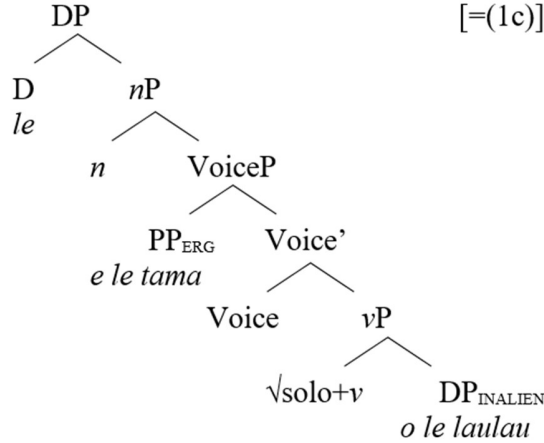 DP [=(1c)]
D nP
le
n VoiceP
PPERG Voice’
e le tama
Voice vP
√solo+v DPINALIEN
o le laulau